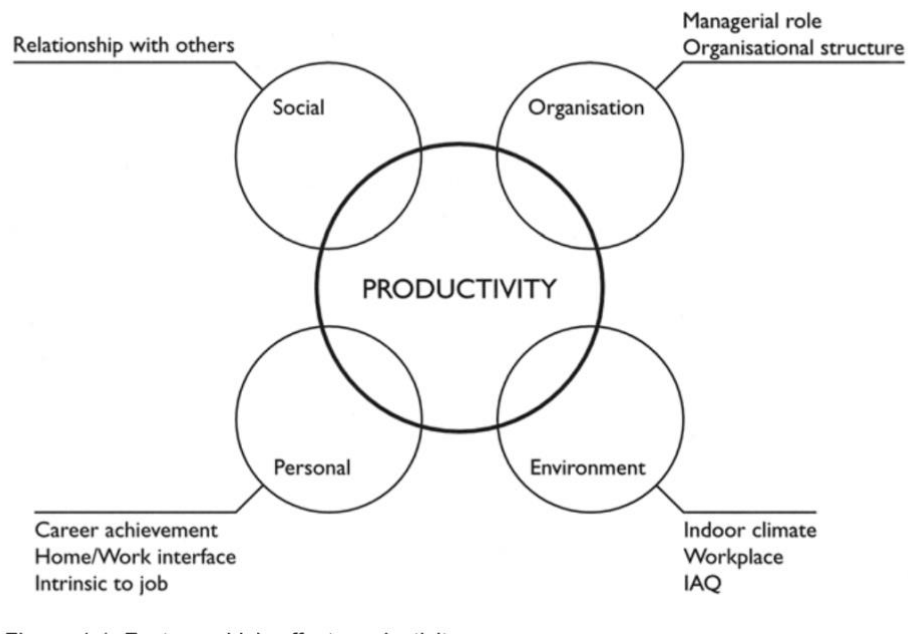 Managerial role
Relationship with others
Organisational structure
Social
Organisation
PRODUCTIVITY
Personal
Environment
Career achievement
Home/Work interface
Intrinsic to job
Indoor climate
Workplace
IAQ